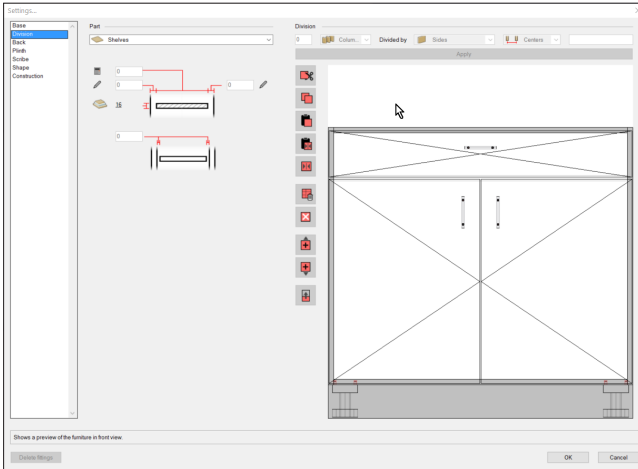 Settings...
Base
Division
Back
Plinth
Scribe
Shape
Construction
Part
Shelves
0
0
0
16
0
Division
0
Colum...
Divided by
Sides
Centers
Apply
Shows a preview of the furniture in front view.
Delete fittings
OK
Cancel